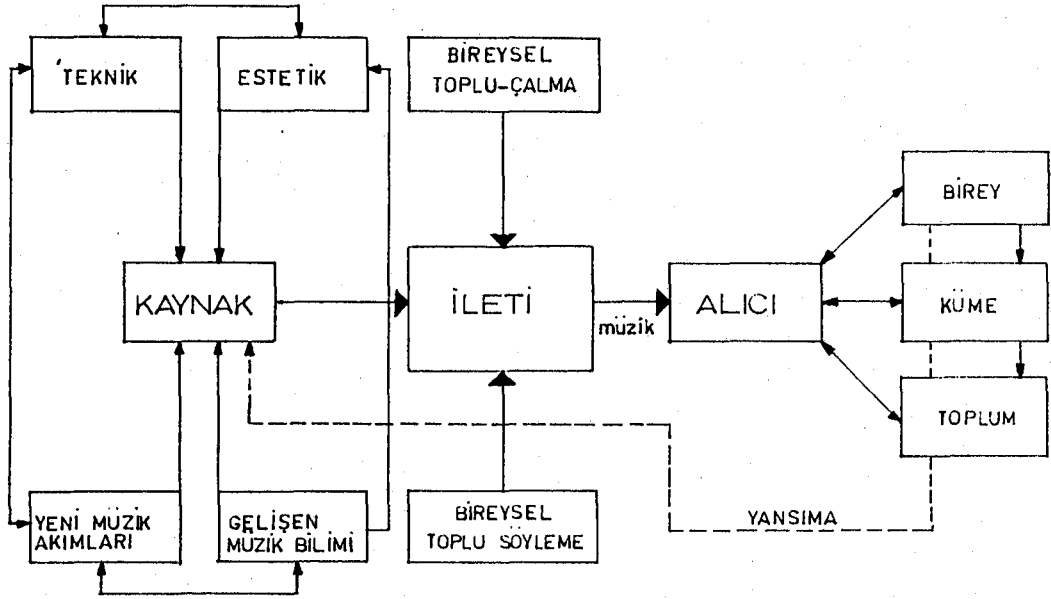 TEKNİK
ESTETİK
BİREYSEL
TOPLU-ÇALMA
BİREY
KAYNAK
İLETİ
müzik
ALICI
KÜME
TOPLUM
YENİ MÜZİK
AKIMLARI
GELİŞEN
MÜZİK BİLİMİ
BİREYSEL
TOPLU SÖYLEME
YANSIMA